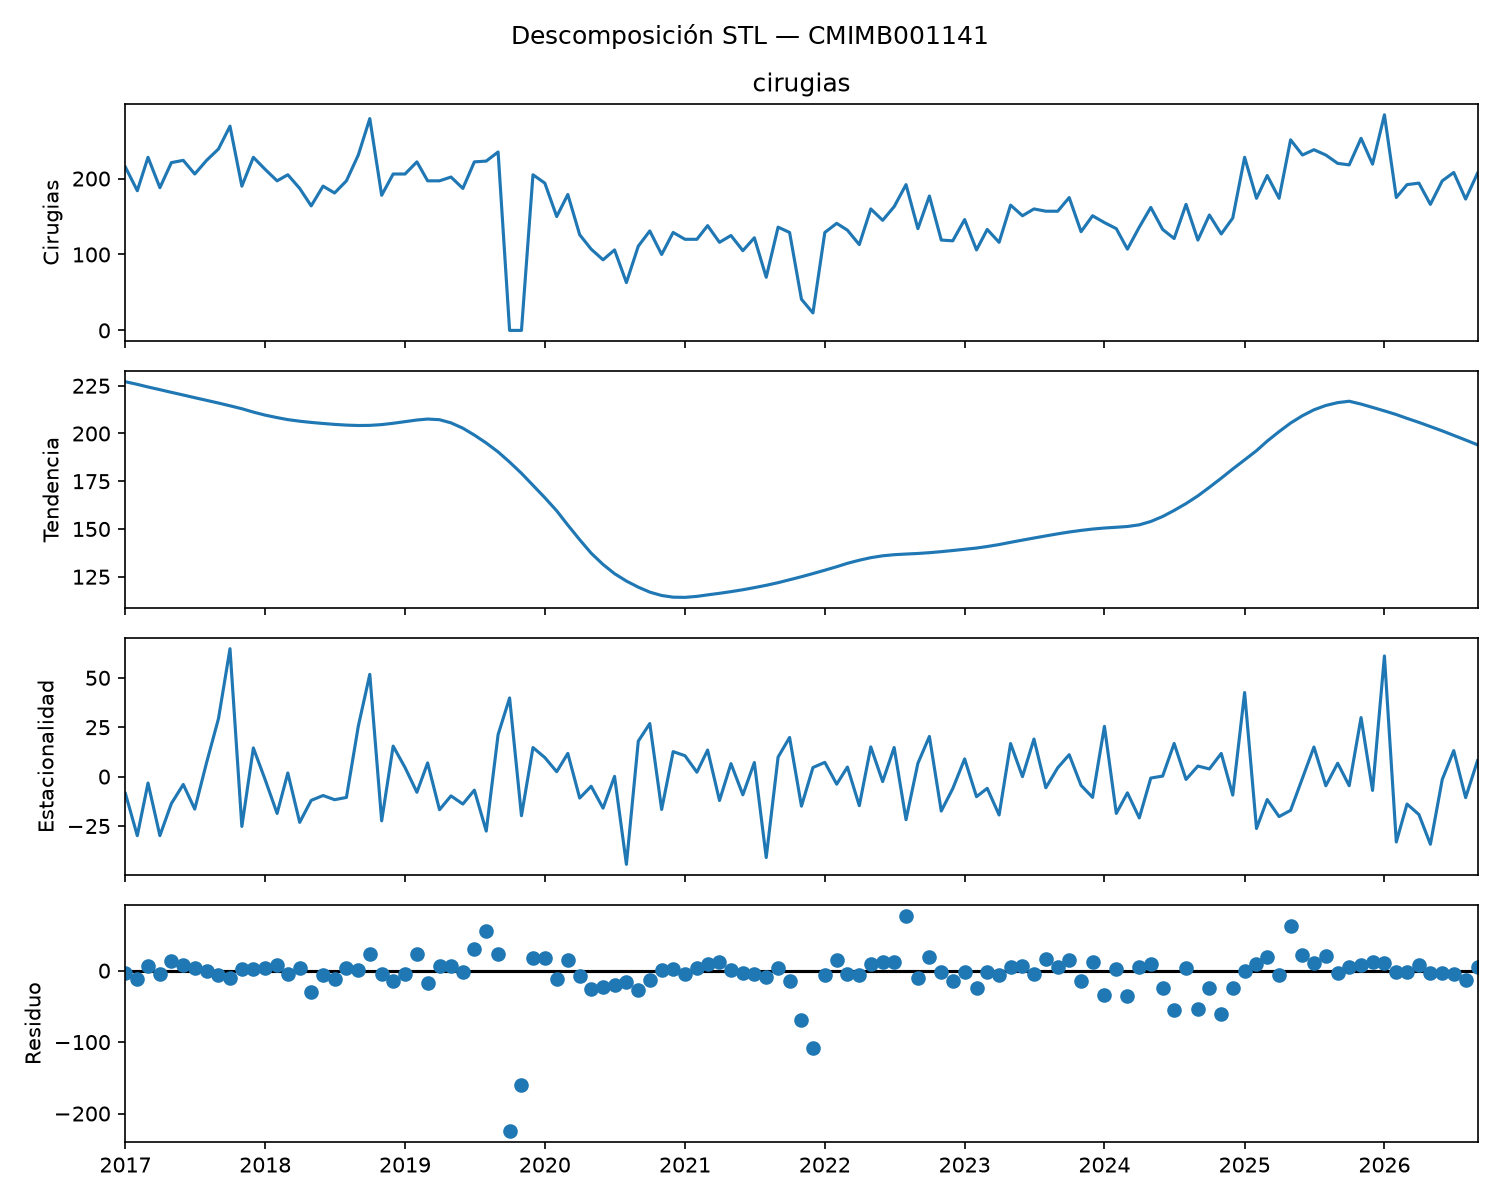 Descomposición STL — CMIMB001141
cirugias
Cirugias
200
100
0
Tendencia
225
200
175
150
125
Estacionalidad
50
25
0
−25
Residuo
0
−100
−200
2017 2018 2019 2020 2021 2022 2023 2024 2025 2026